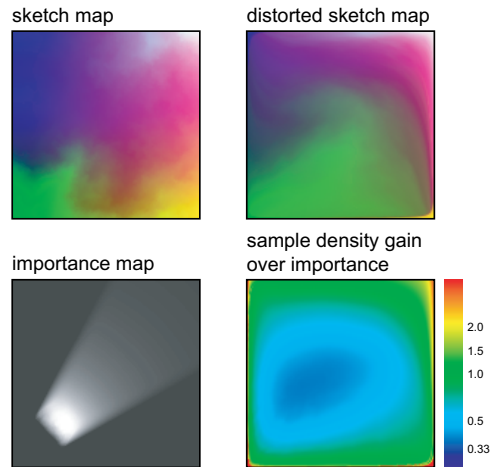 sketch map
distorted sketch map
importance map
sample density gain
over importance
2.0
1.5
1.0
0.5
0.33